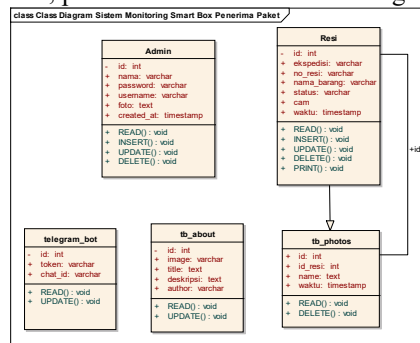 class Class Diagram Sistem Monitoring Smart Box Penerima Paket
Admin
- id: int
+ nama: varchar
+ password: varchar
+ username: varchar
+ foto: text
+ created_at: timestamp
+ READ() : void
+ INSERT() : void
+ UPDATE() : void
+ DELETE() : void
Resi
- id: int
+ ekspedisi: varchar
+ no_resi: varchar
+ nama_barang: varchar
+ status: varchar
+ cam
+ waktu: timestamp
+ READ() : void
+ INSERT() : void
+ UPDATE() : void
+ DELETE() : void
+ PRINT() : void
+id
telegram_bot
- id: int
+ token: varchar
+ chat_id: varchar
+ READ() : void
+ UPDATE() : void
tb_about
- id: int
+ image: varchar
+ title: text
+ deskripsi: text
+ author: varchar
+ READ() : void
+ UPDATE() : void
tb_photos
- id: int
+ id_resi: int
+ name: text
+ waktu: timestamp
+ READ() : void
+ DELETE() : void